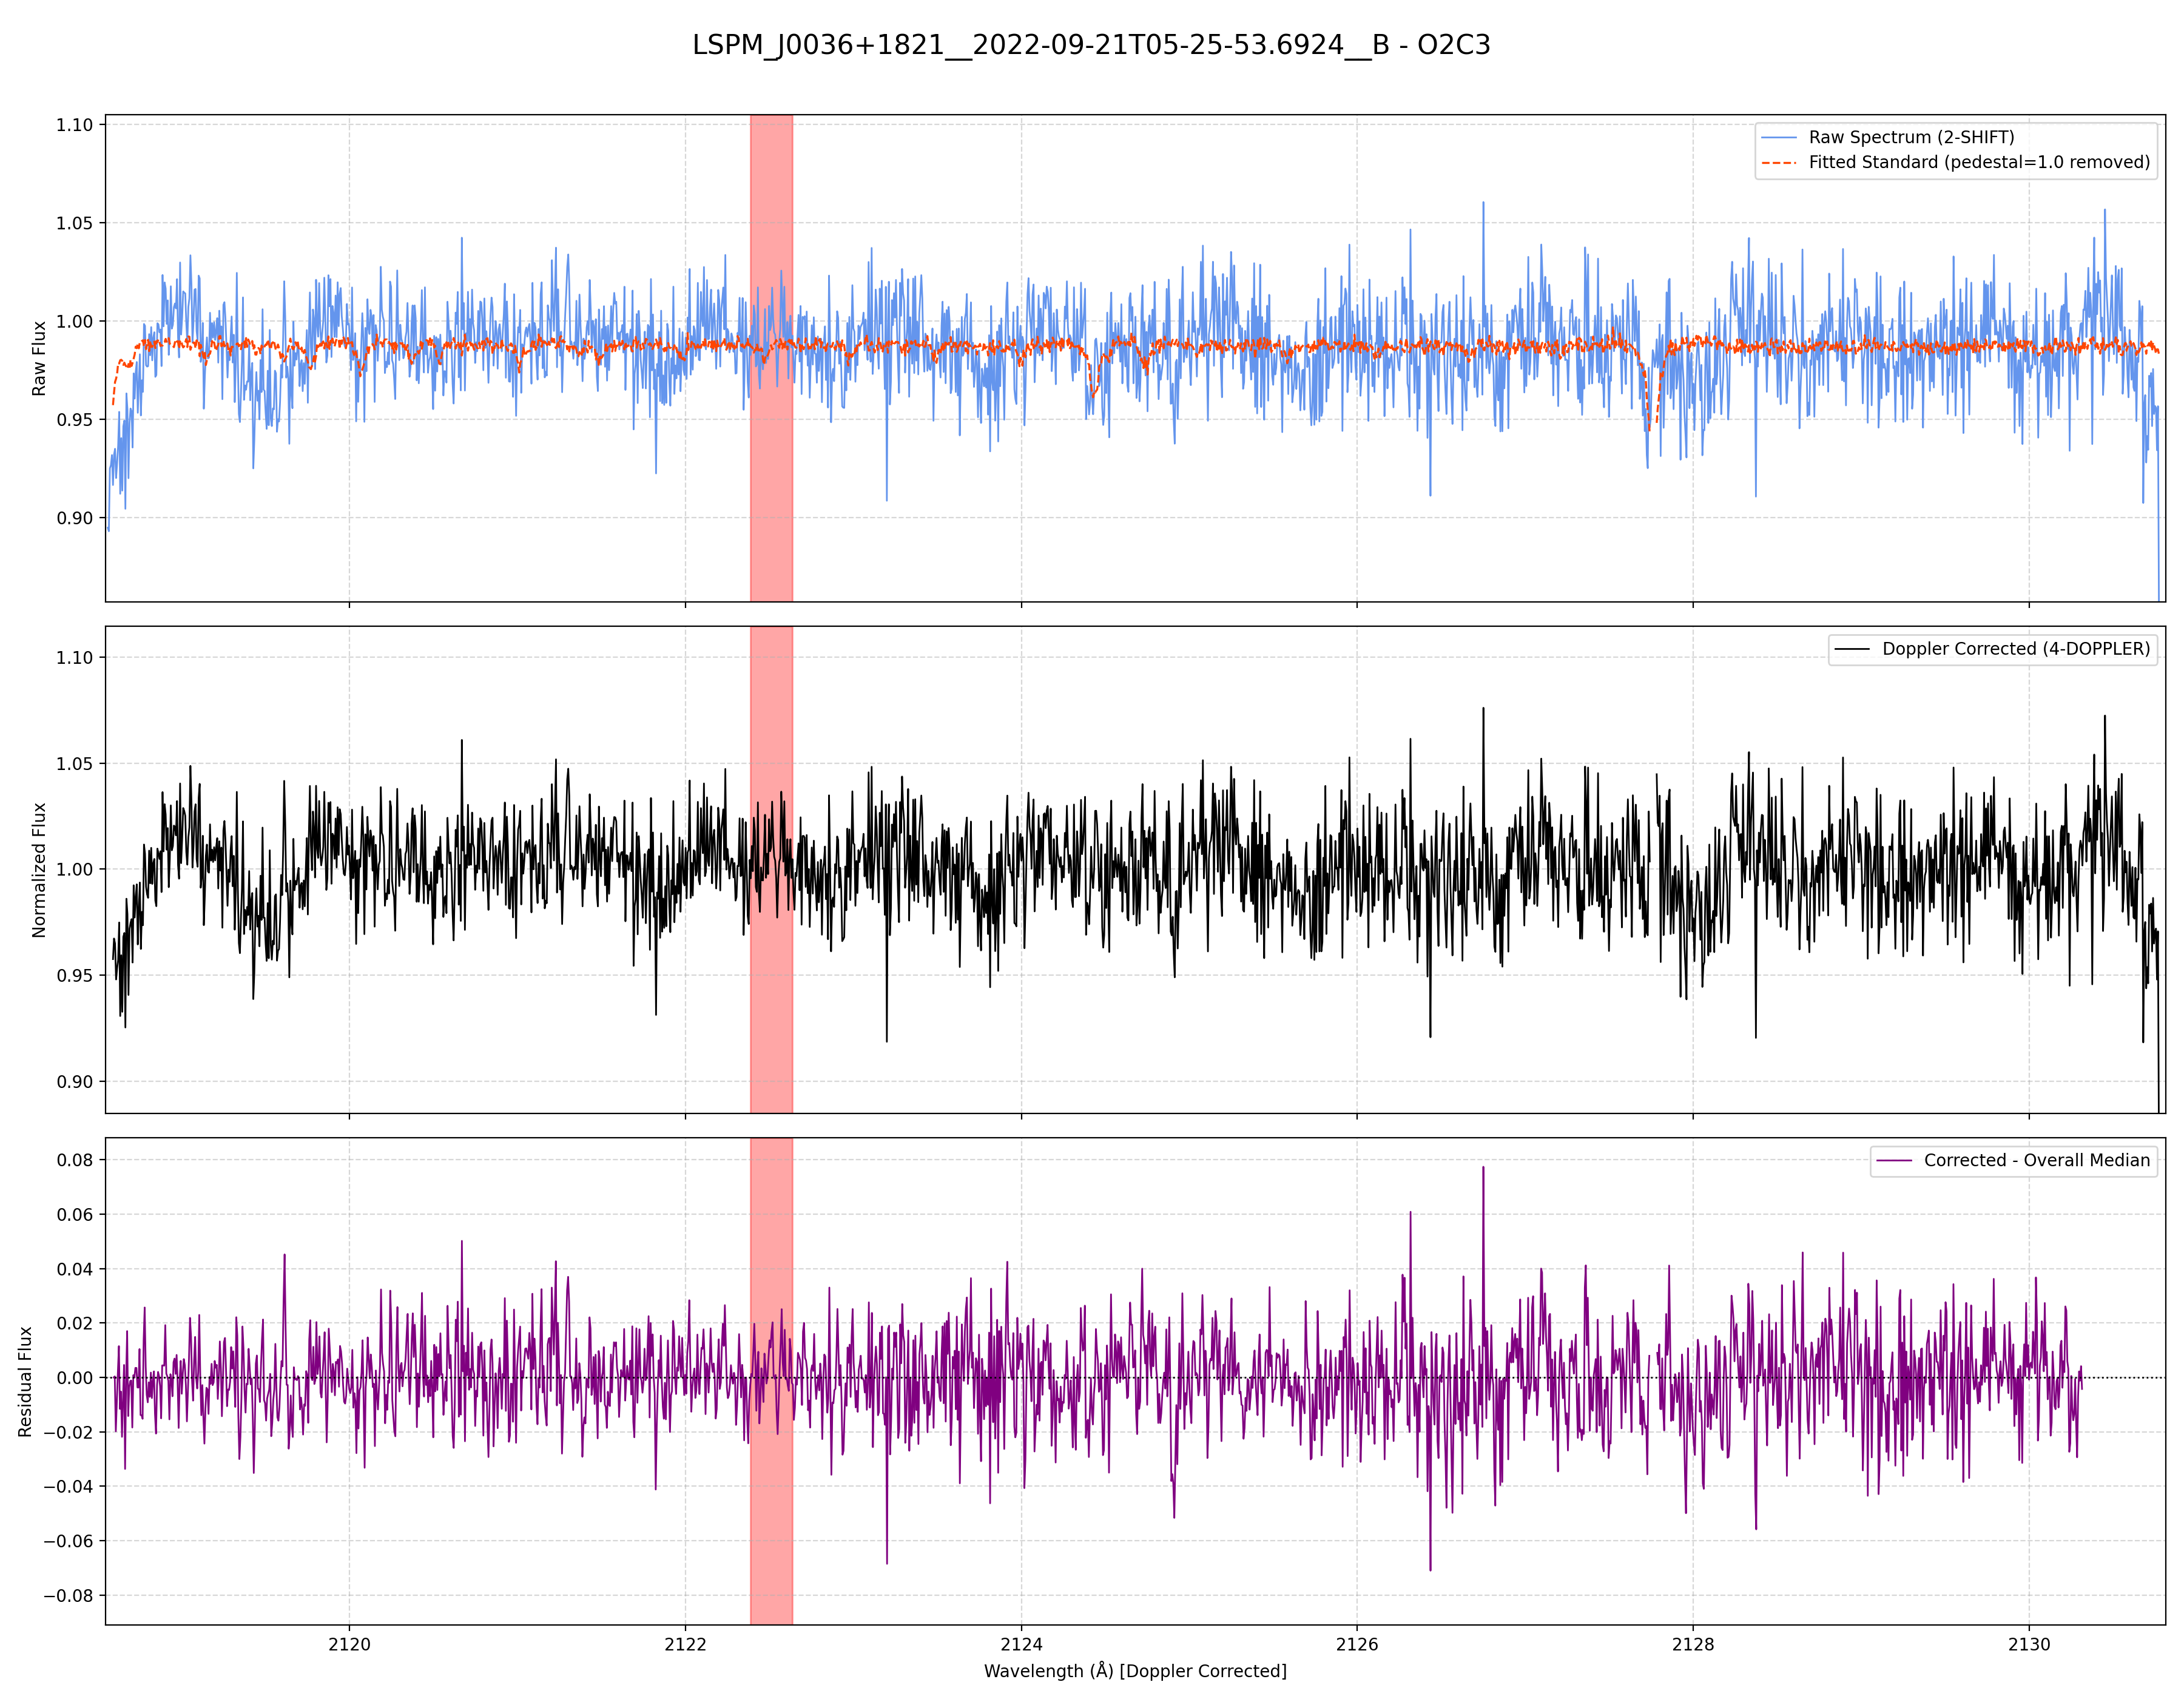 LSPM_J0036+1821__2022-09-21T05-25-53.6924__B - O2C3
1.10
1.05
1.00
0.95
0.90
Raw Flux
Raw Spectrum (2-SHIFT)
Fitted Standard (pedestal=1.0 removed)
1.10
1.05
1.00
0.95
0.90
Normalized Flux
Doppler Corrected (4-DOPPLER)
0.08
0.06
0.04
0.02
0.00
−0.02
−0.04
−0.06
−0.08
Residual Flux
Corrected - Overall Median
2120
2122
2124
2126
2128
2130
Wavelength (Å) [Doppler Corrected]